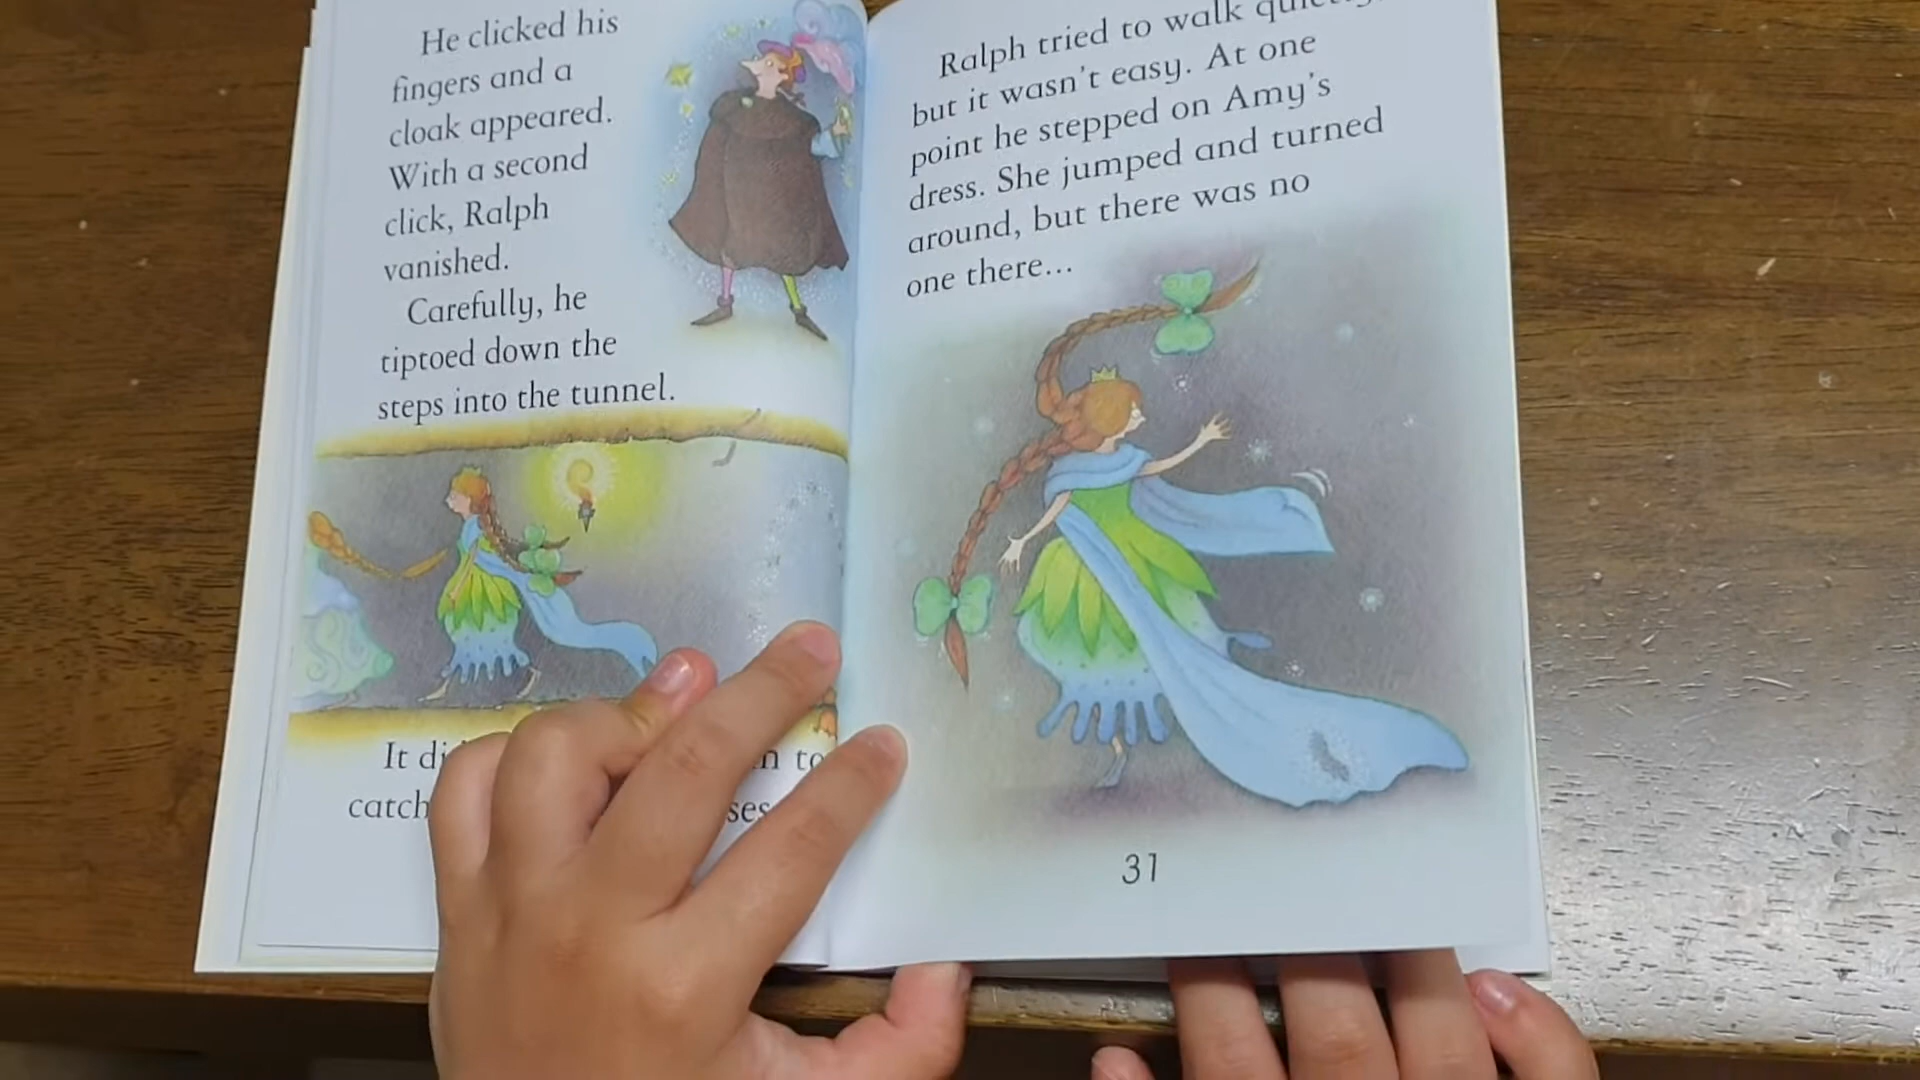 He clicked his
fingers and a
cloak appeared.
With a second
click, Ralph
vanished.
Carefully, he
tiptoed down the
steps into the tunnel.
It to
catch
Ralph tried to walk
but it wasn't easy. At one
point he stepped on Amy's
dress. She jumped and turned
around, but there was no
one there...
31